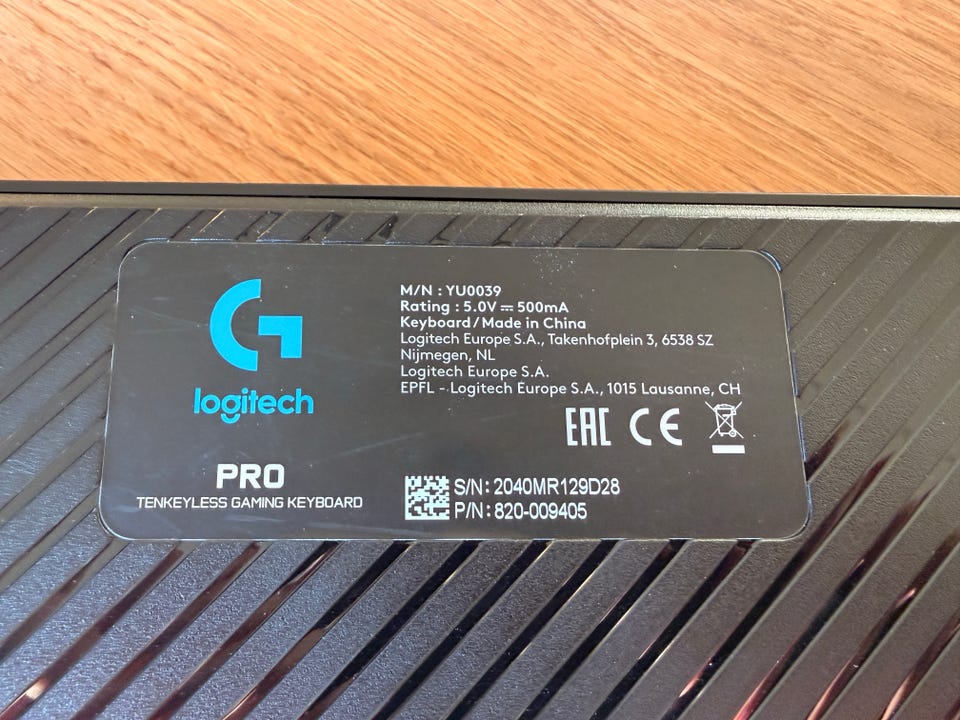 logitech
PRO
TENKEYLESS GAMING KEYBOARD
M/N : YU0039
Rating : 5.0V ⎓ 500mA
Keyboard / Made in China
Logitech Europe S.A., Takenhofplein 3, 6538 SZ
Nijmegen, NL
Logitech Europe S.A.
EPFL - Logitech Europe S.A., 1015 Lausanne, CH
EAC CE
S/N: 2040MR129D28
P/N: 820-009405